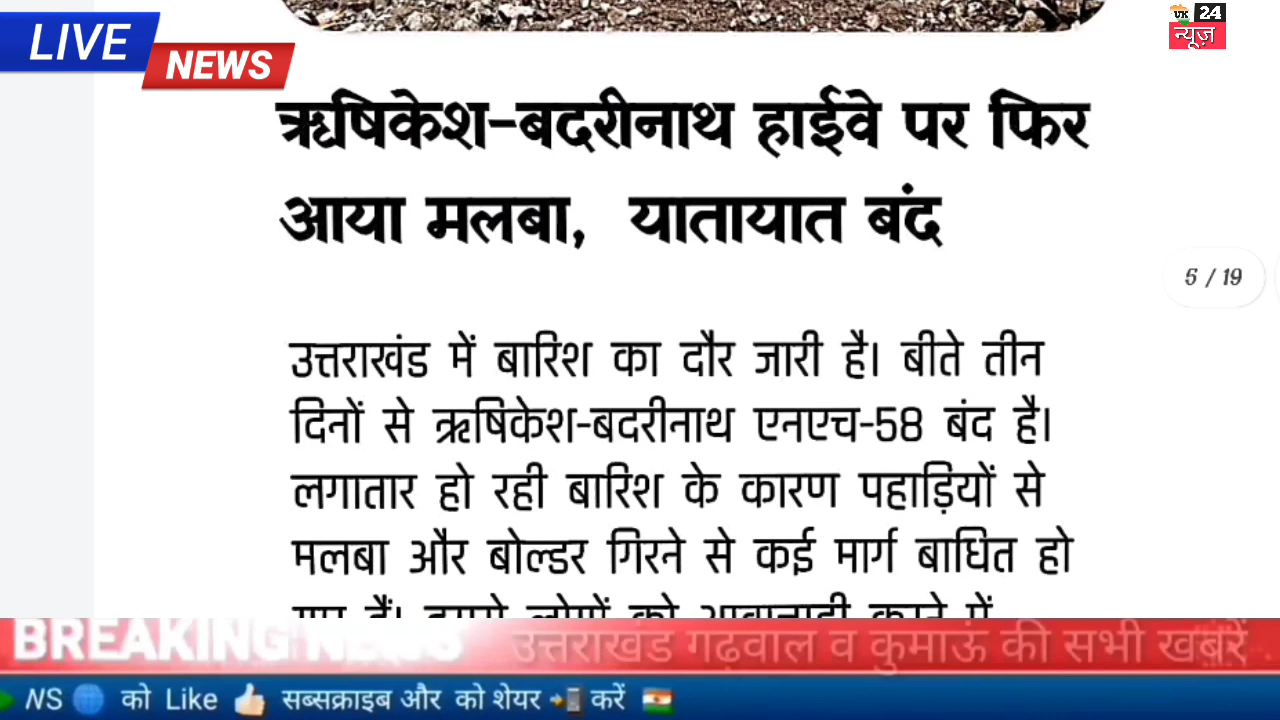 LIVE
NEWS
UK 24
न्यूज़
ऋषिकेश-बदरीनाथ हाईवे पर फिर
आया मलबा, यातायात बंद
5 / 19
उत्तराखंड में बारिश का दौर जारी है। बीते तीन
दिनों से ऋषिकेश-बदरीनाथ एनएच-58 बंद है।
लगातार हो रही बारिश के कारण पहाड़ियों से
मलबा और बोल्डर गिरने से कई मार्ग बाधित हो
BREAKING NEWS उत्तराखंड गढ़वाल व कुमाऊं की सभी खबरें
NS 🌐 को Like 👍🏻 सब्सक्राइब और को शेयर 📲 करें 🇮🇳